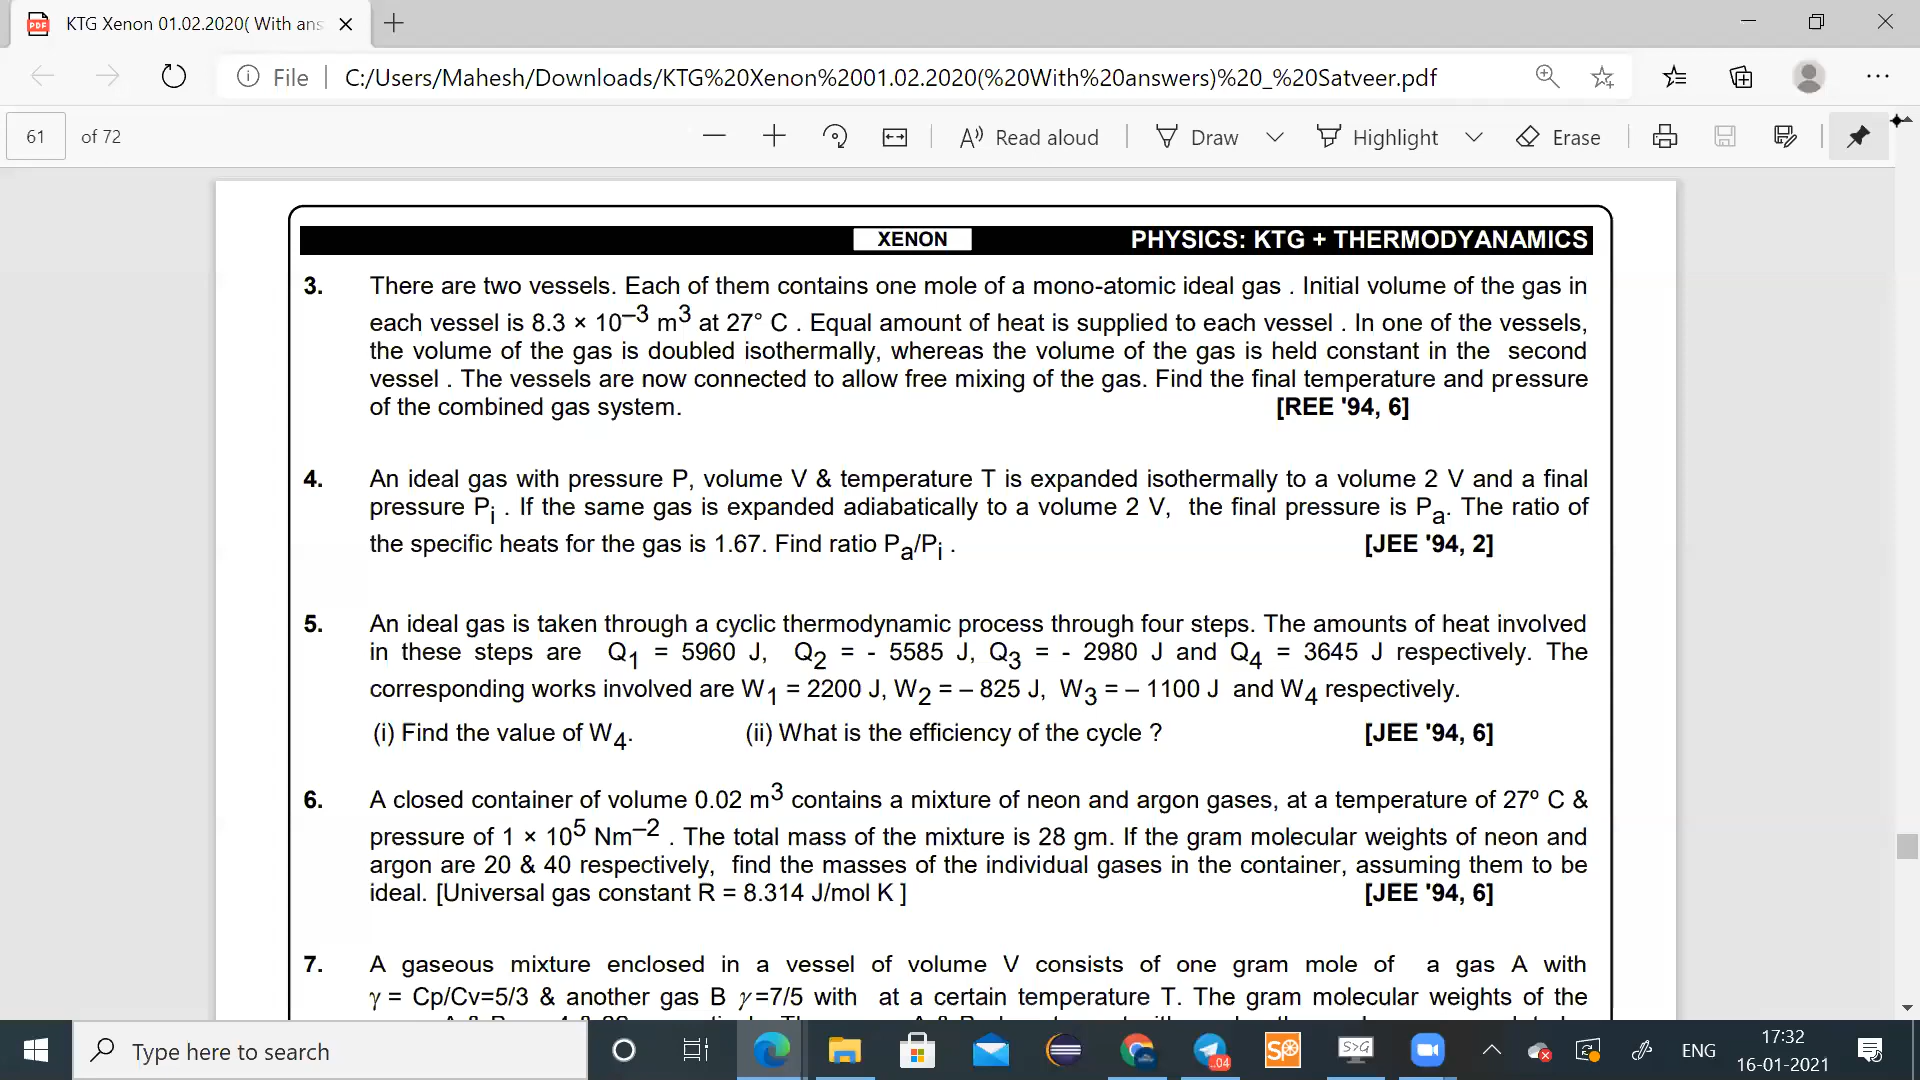 KTG Xenon 01.02.2020( With ans
File
C:/Users/Mahesh/Downloads/KTG%20Xenon%2001.02.2020(%20With%20answers)%20_%20Satveer.pdf
61 of 72
Read aloud
Draw
Highlight
Erase
XENON
PHYSICS: KTG + THERMODYANAMICS
3. There are two vessels. Each of them contains one mole of a mono-atomic ideal gas . Initial volume of the gas in
each vessel is 8.3 × 10–3 m3 at 27° C . Equal amount of heat is supplied to each vessel . In one of the vessels,
the volume of the gas is doubled isothermally, whereas the volume of the gas is held constant in the second
vessel . The vessels are now connected to allow free mixing of the gas. Find the final temperature and pressure
of the combined gas system. [REE '94, 6]
4. An ideal gas with pressure P, volume V & temperature T is expanded isothermally to a volume 2 V and a final
pressure Pi . If the same gas is expanded adiabatically to a volume 2 V, the final pressure is Pa. The ratio of
the specific heats for the gas is 1.67. Find ratio Pa/Pi . [JEE '94, 2]
5. An ideal gas is taken through a cyclic thermodynamic process through four steps. The amounts of heat involved
in these steps are Q1 = 5960 J, Q2 = - 5585 J, Q3 = - 2980 J and Q4 = 3645 J respectively. The
corresponding works involved are W1 = 2200 J, W2 = – 825 J, W3 = – 1100 J and W4 respectively.
(i) Find the value of W4. (ii) What is the efficiency of the cycle ? [JEE '94, 6]
6. A closed container of volume 0.02 m3 contains a mixture of neon and argon gases, at a temperature of 27º C &
pressure of 1 × 105 Nm–2 . The total mass of the mixture is 28 gm. If the gram molecular weights of neon and
argon are 20 & 40 respectively, find the masses of the individual gases in the container, assuming them to be
ideal. [Universal gas constant R = 8.314 J/mol K ] [JEE '94, 6]
7. A gaseous mixture enclosed in a vessel of volume V consists of one gram mole of a gas A with
γ = Cp/Cv=5/3 & another gas B γ=7/5 with at a certain temperature T. The gram molecular weights of the
Type here to search
ENG
17:32
16-01-2021